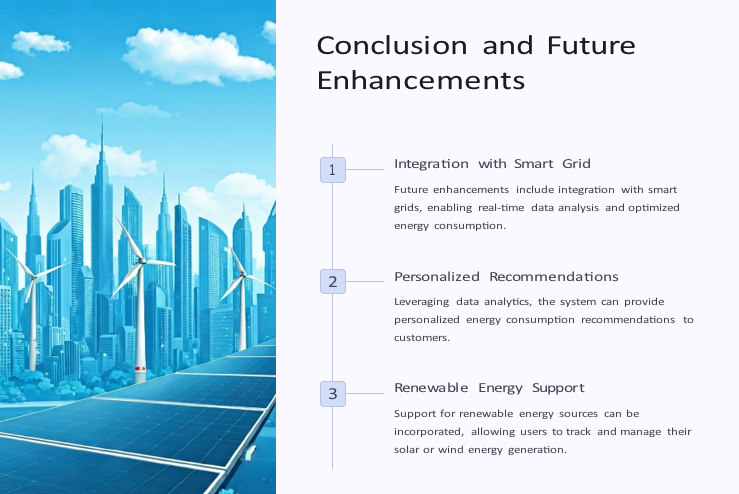 Conclusion and Future
Enhancements
1
Integration with Smart Grid
Future enhancements include integration with smart
grids, enabling real-time data analysis and optimized
energy consumption.
2
Personalized Recommendations
Leveraging data analytics, the system can provide
personalized energy consumption recommendations to
customers.
3
Renewable Energy Support
Support for renewable energy sources can be
incorporated, allowing users to track and manage their
solar or wind energy generation.